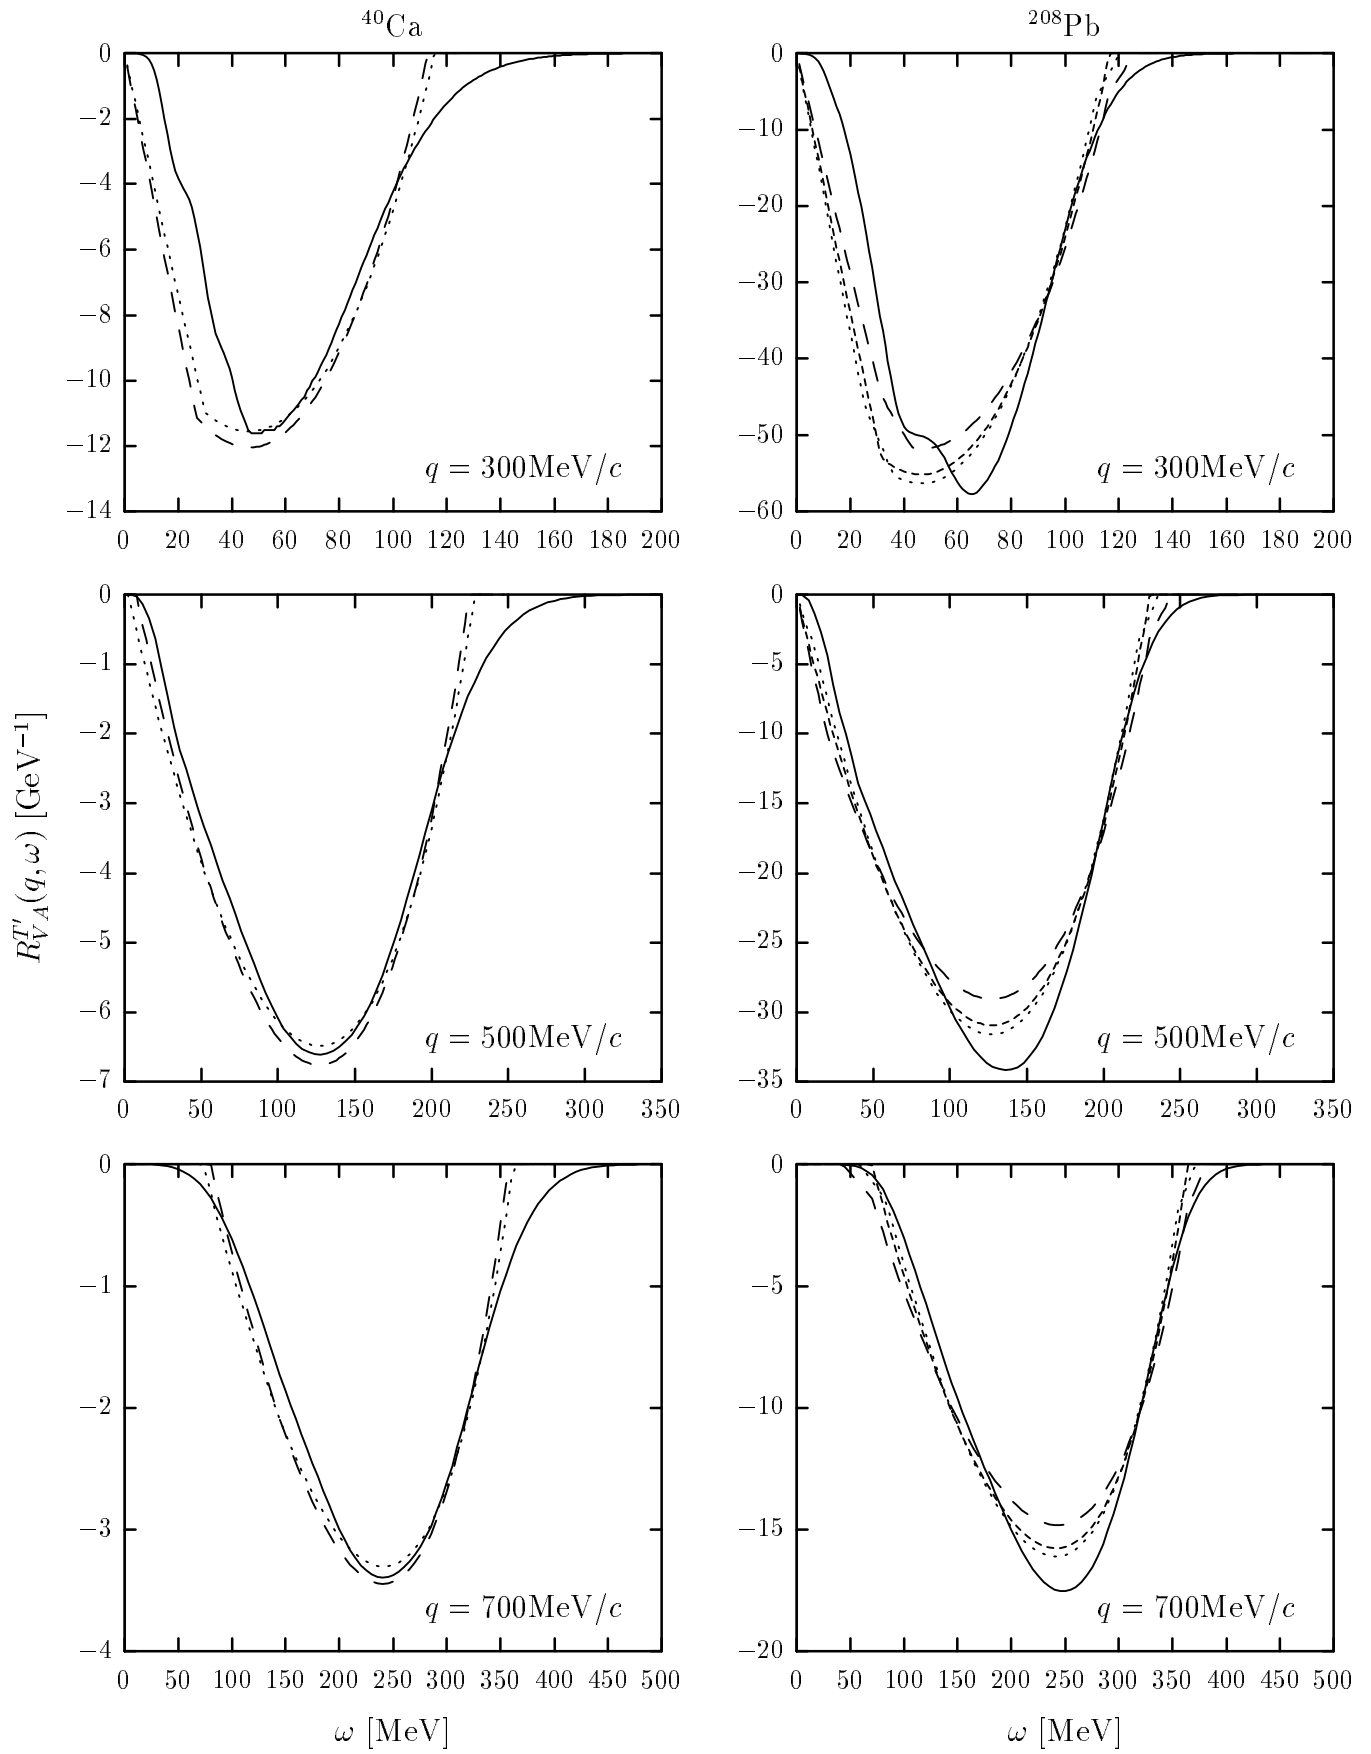 ⁴⁰Ca
0
−2
−4
−6
−8
−10
−12
−14
q = 300MeV/c
0 20 40 60 80 100 120 140 160 180 200
²⁰⁸Pb
0
−10
−20
−30
−40
−50
−60
q = 300MeV/c
0 20 40 60 80 100 120 140 160 180 200
R^{T'}_{VA}(q, ω) [GeV⁻¹]
0
−1
−2
−3
−4
−5
−6
−7
q = 500MeV/c
0 50 100 150 200 250 300 350
0
−5
−10
−15
−20
−25
−30
−35
q = 500MeV/c
0 50 100 150 200 250 300 350
0
−1
−2
−3
−4
q = 700MeV/c
0 50 100 150 200 250 300 350 400 450 500
ω [MeV]
0
−5
−10
−15
−20
q = 700MeV/c
0 50 100 150 200 250 300 350 400 450 500
ω [MeV]